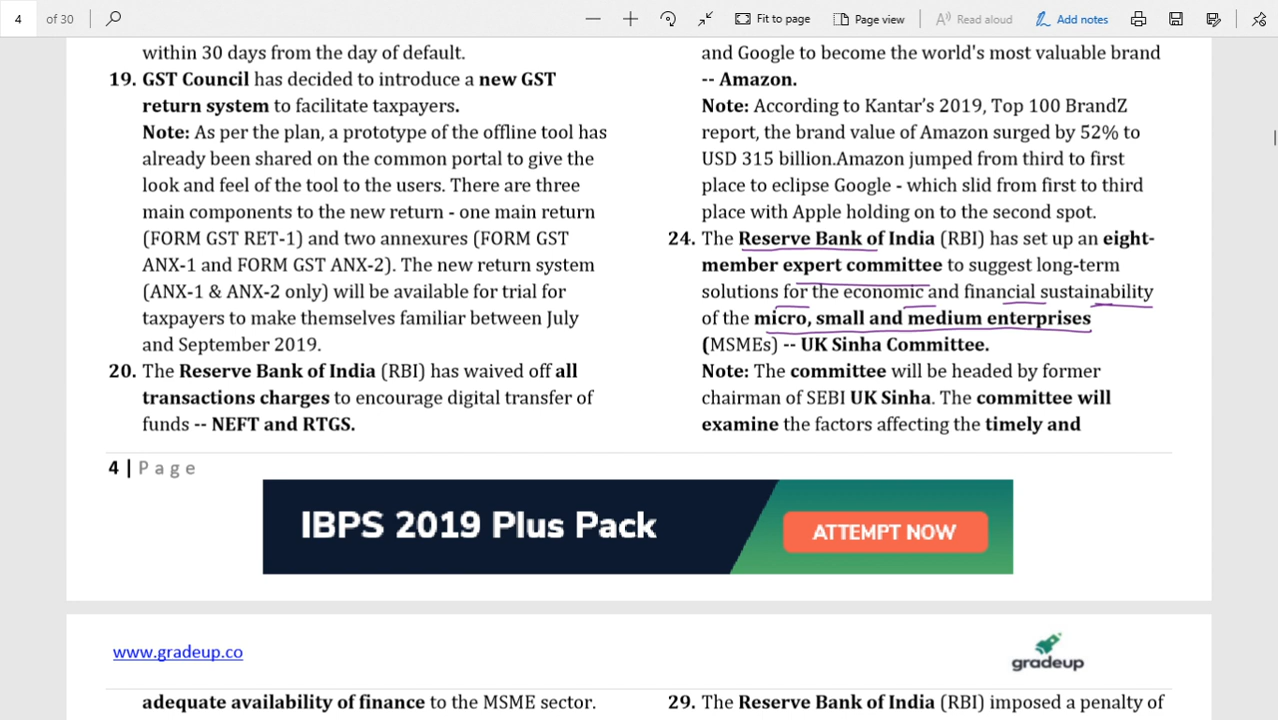 4 of 30 Fit to page Page view Read aloud Add notes
within 30 days from the day of default.
19. GST Council has decided to introduce a new GST
return system to facilitate taxpayers.
Note: As per the plan, a prototype of the offline tool has
already been shared on the common portal to give the
look and feel of the tool to the users. There are three
main components to the new return - one main return
(FORM GST RET-1) and two annexures (FORM GST
ANX-1 and FORM GST ANX-2). The new return system
(ANX-1 & ANX-2 only) will be available for trial for
taxpayers to make themselves familiar between July
and September 2019.
20. The Reserve Bank of India (RBI) has waived off all
transactions charges to encourage digital transfer of
funds -- NEFT and RTGS.
and Google to become the world's most valuable brand
-- Amazon.
Note: According to Kantar's 2019, Top 100 BrandZ
report, the brand value of Amazon surged by 52% to
USD 315 billion.Amazon jumped from third to first
place to eclipse Google - which slid from first to third
place with Apple holding on to the second spot.
24. The Reserve Bank of India (RBI) has set up an eight-
member expert committee to suggest long-term
solutions for the economic and financial sustainability
of the micro, small and medium enterprises
(MSMEs) -- UK Sinha Committee.
Note: The committee will be headed by former
chairman of SEBI UK Sinha. The committee will
examine the factors affecting the timely and
4 | Page
IBPS 2019 Plus Pack
ATTEMPT NOW
www.gradeup.co
gradeup
adequate availability of finance to the MSME sector.
29. The Reserve Bank of India (RBI) imposed a penalty of